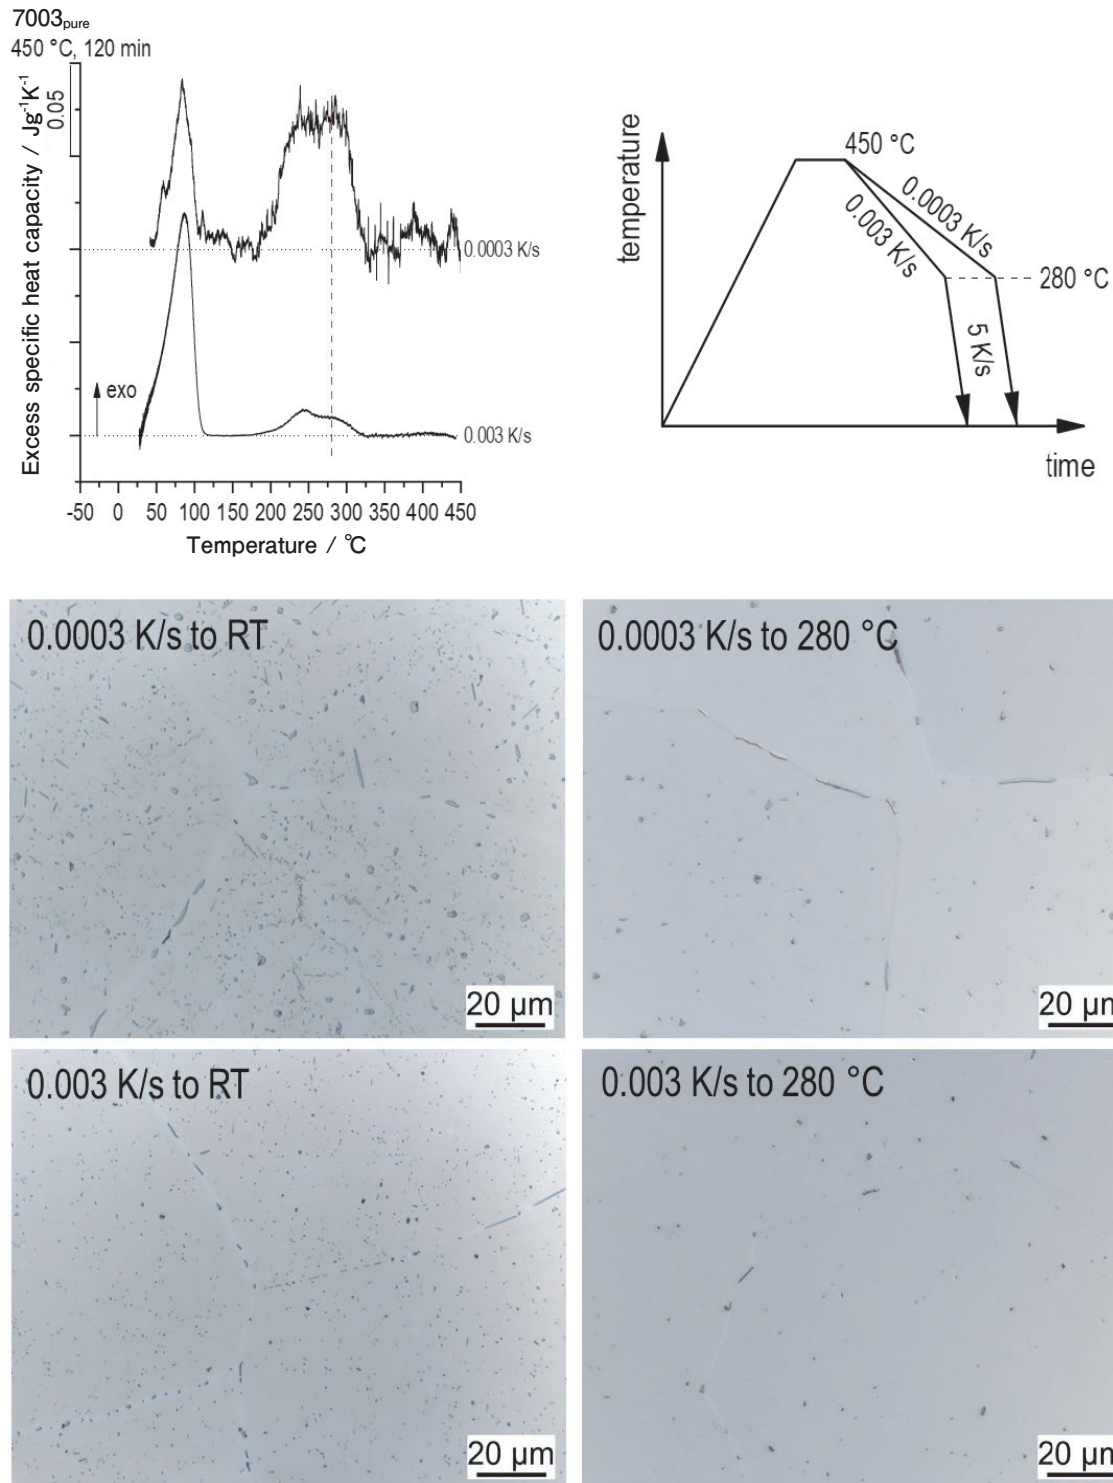 7003pure
450 °C, 120 min
Excess specific heat capacity / Jg⁻¹K⁻¹
0.05
exo
0.0003 K/s
0.003 K/s
-50 0 50 100 150 200 250 300 350 400 450
Temperature / °C
temperature
450 °C
0.0003 K/s
0.003 K/s
280 °C
5 K/s
time
0.0003 K/s to RT
20 µm
0.0003 K/s to 280 °C
20 µm
0.003 K/s to RT
20 µm
0.003 K/s to 280 °C
20 µm